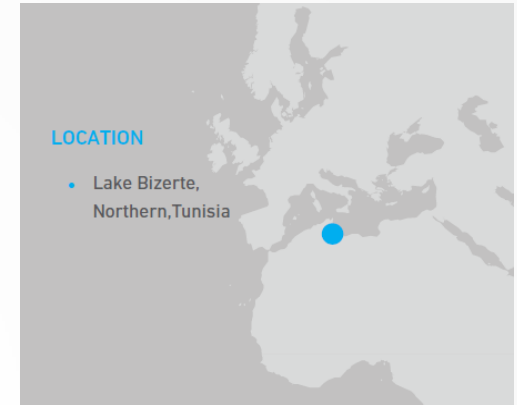 LOCATION
• Lake Bizerte,
Northern,Tunisia